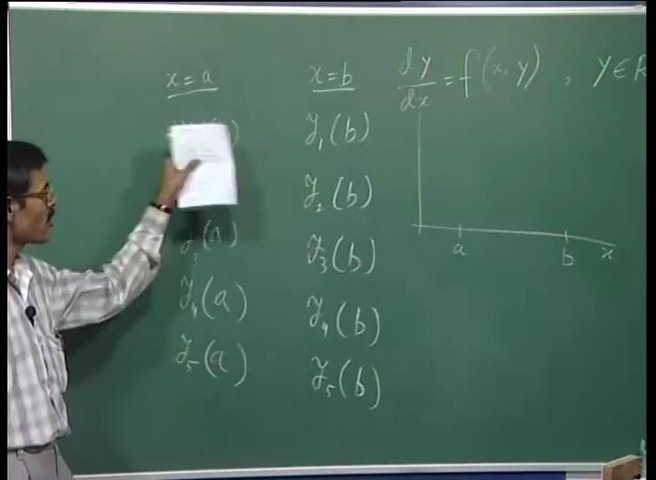 x=a x=b dy/dx = f(x, y) , y∈R
y₁(b)
y₂(b)
y₃(a) y₃(b)
y₄(a) y₄(b)
y₅(a) y₅(b)
a b x